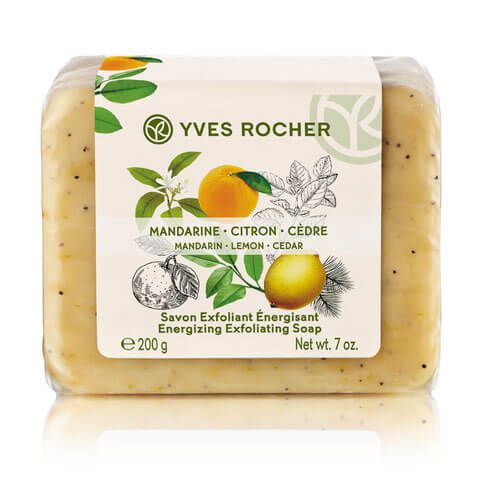 YVES ROCHER
MANDARINE • CITRON • CÈDRE
MANDARIN • LEMON • CEDAR
Savon Exfoliant Énergisant
Energizing Exfoliating Soap
℮ 200 g Net wt. 7 oz.